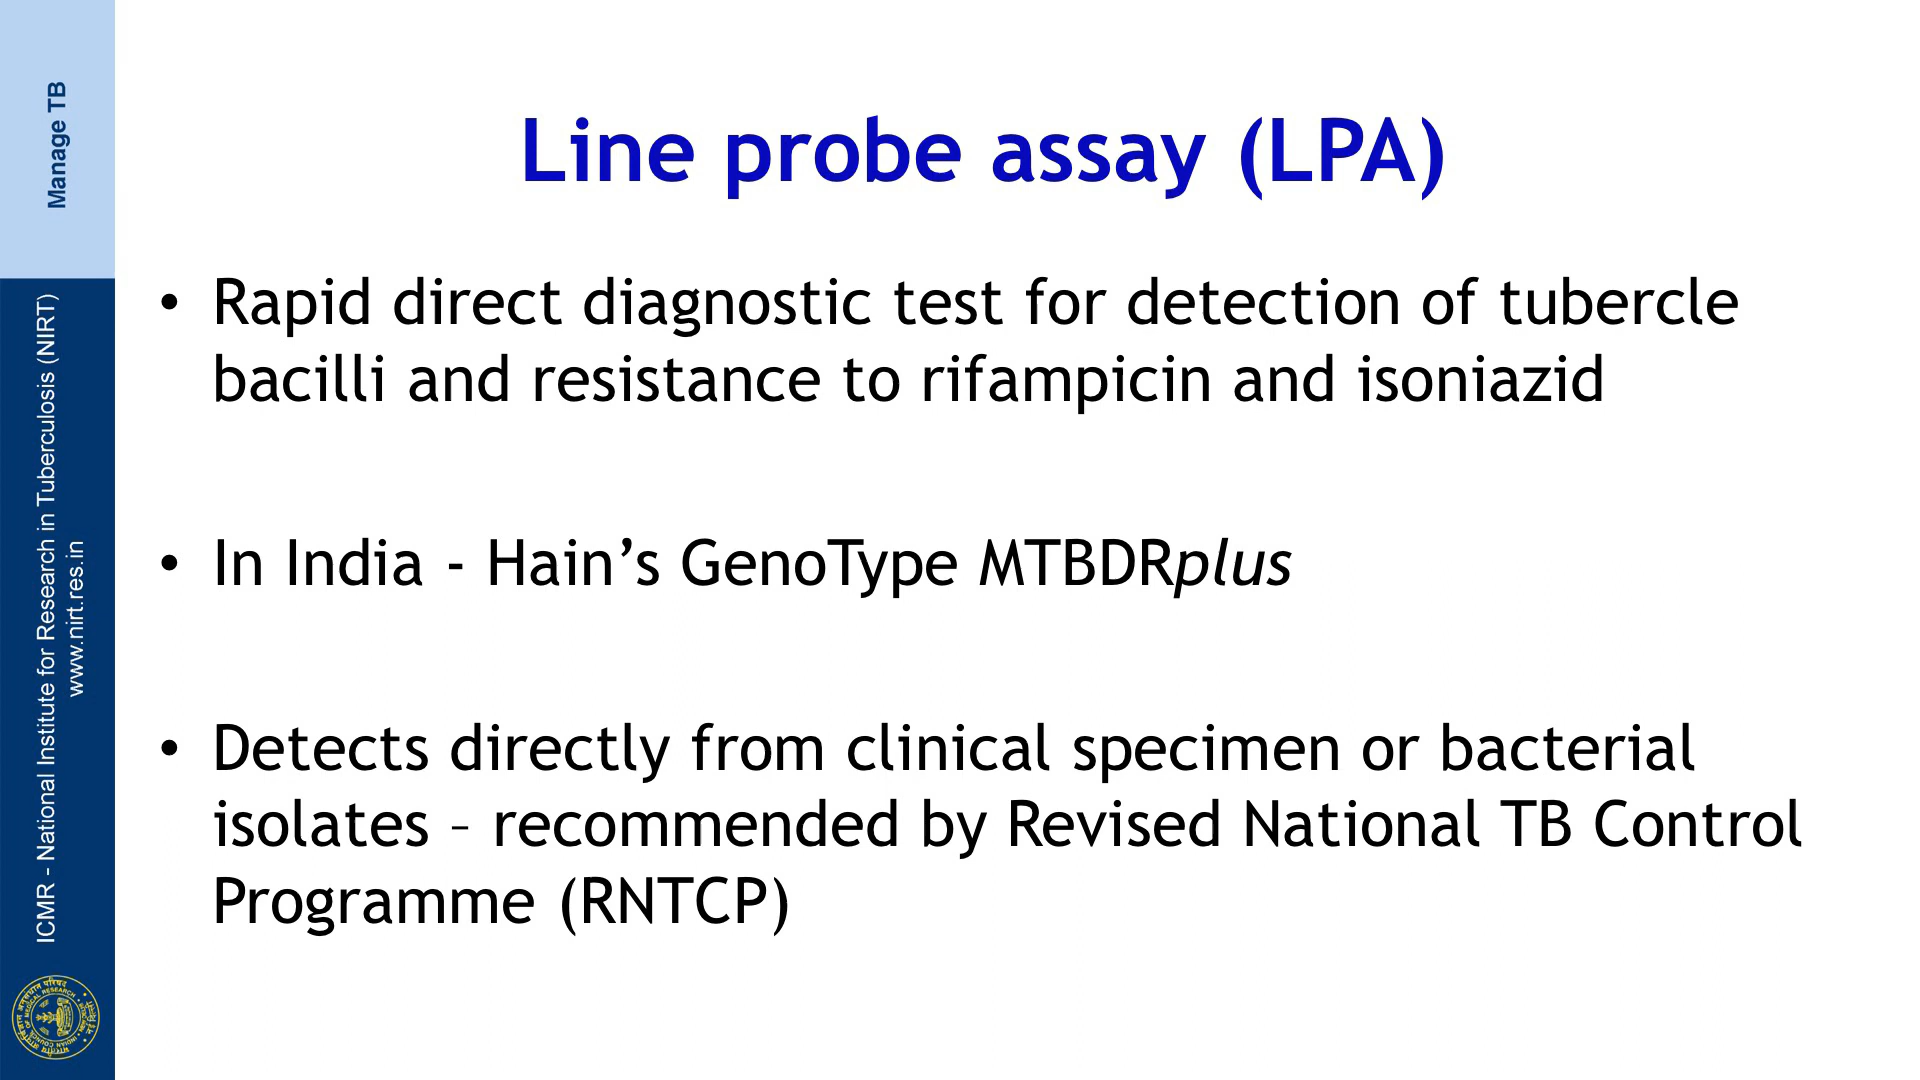 Manage TB
ICMR - National Institute for Research in Tuberculosis (NIRT)
www.nirt.res.in
Line probe assay (LPA)
• Rapid direct diagnostic test for detection of tubercle
bacilli and resistance to rifampicin and isoniazid
• In India - Hain’s GenoType MTBDRplus
• Detects directly from clinical specimen or bacterial
isolates – recommended by Revised National TB Control
Programme (RNTCP)